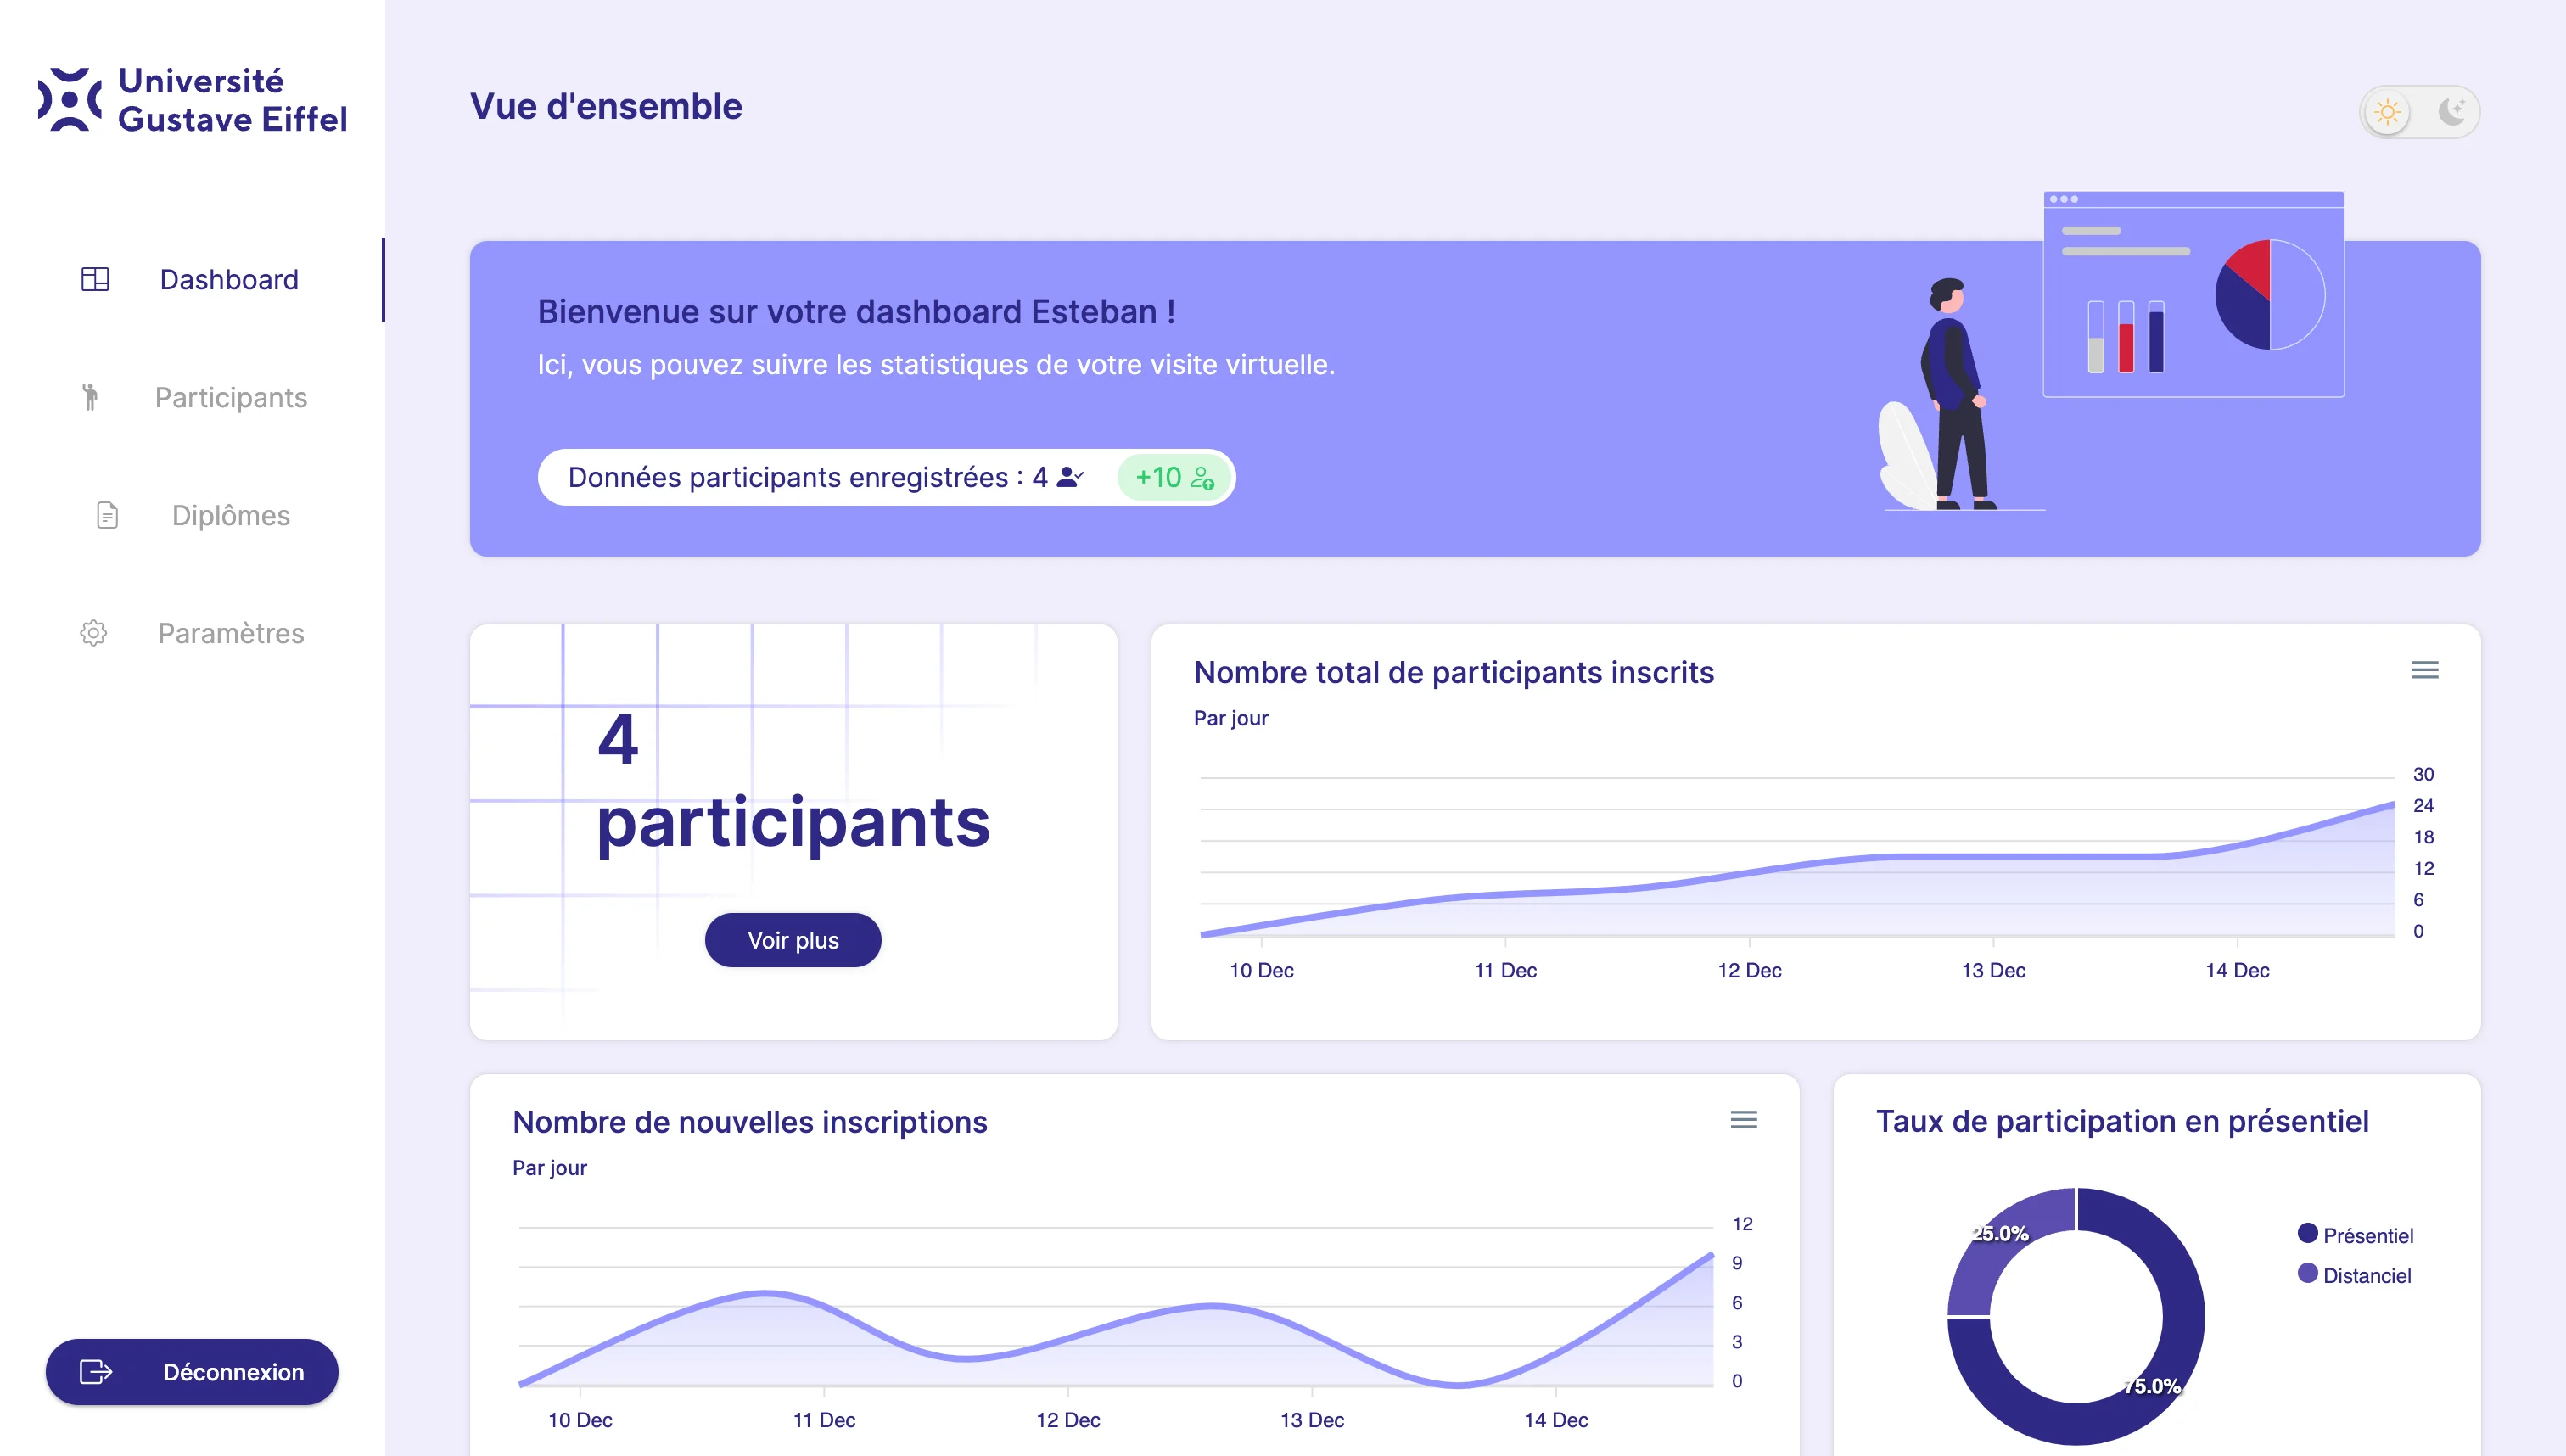 Université
Gustave Eiffel
Dashboard
Participants
Diplômes
Paramètres
Déconnexion
Vue d'ensemble
Bienvenue sur votre dashboard Esteban !
Ici, vous pouvez suivre les statistiques de votre visite virtuelle.
Données participants enregistrées : 4
+10
4
participants
Voir plus
Nombre total de participants inscrits
Par jour
30
24
18
12
6
0
10 Dec
11 Dec
12 Dec
13 Dec
14 Dec
Nombre de nouvelles inscriptions
Par jour
12
9
6
3
0
10 Dec
11 Dec
12 Dec
13 Dec
14 Dec
Taux de participation en présentiel
25.0%
75.0%
Présentiel
Distanciel